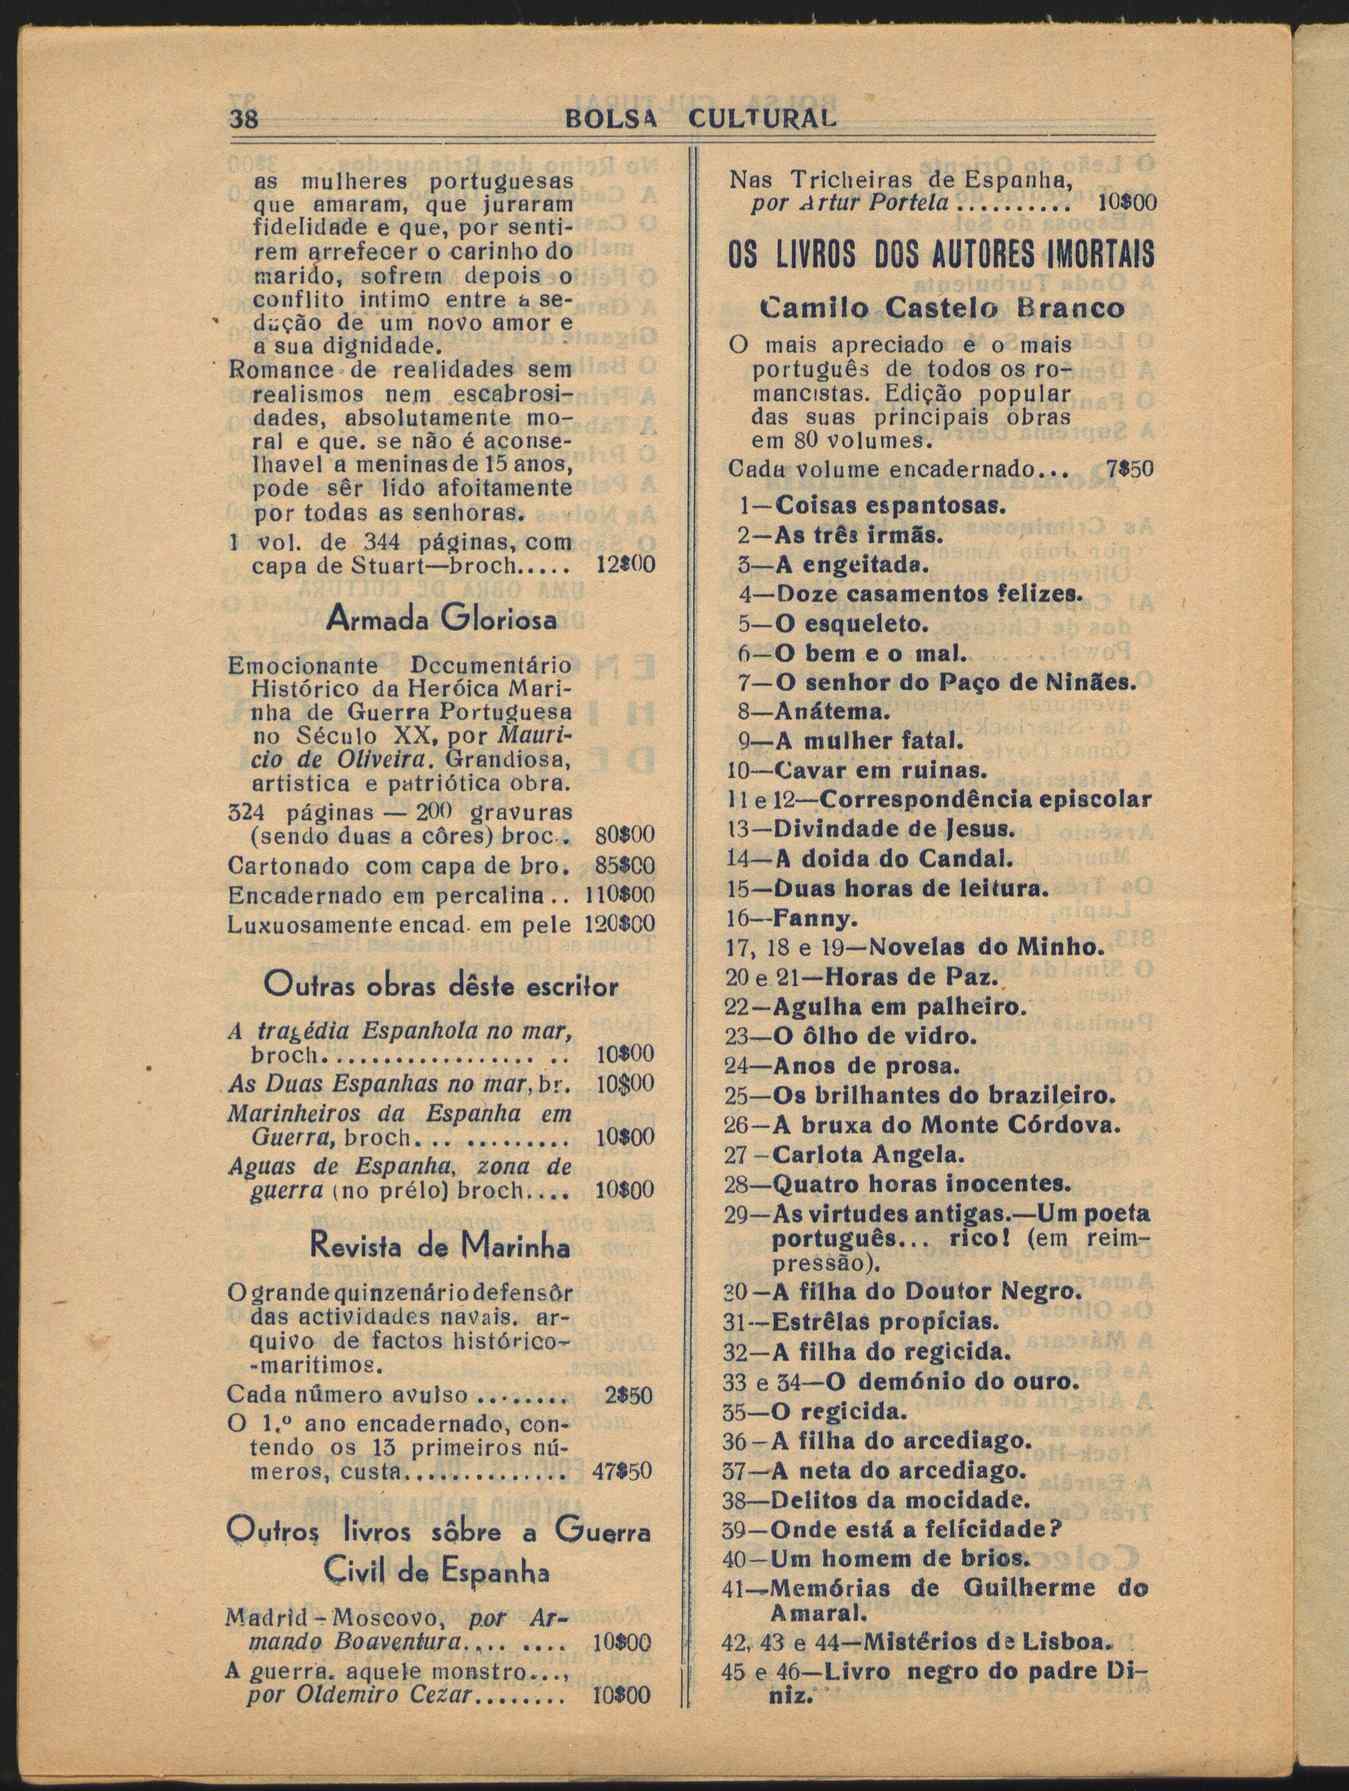 38
BOLSA CULTURAL
as mulheres portuguesas
que amaram, que juraram
fidelidade e que, por senti-
rem arrefecer o carinho do
marido, sofrem depois o
conflito intimo entre a se-
dução de um novo amor e
a sua dignidade.
Romance de realidades sem
realismos nem escabrosi-
dades, absolutamente mo-
ral e que. se não é aconse-
lhavel a meninas de 15 anos,
pode sêr lido afoitamente
por todas as senhoras.
1 vol. de 344 páginas, com
capa de Stuart—broch..... 12$00
Armada Gloriosa
Emocionante Documentário
Histórico da Heróica Mari-
nha de Guerra Portuguesa
no Século XX, por Mauri-
cio de Oliveira. Grandiosa,
artistica e patriótica obra.
324 páginas — 200 gravuras
(sendo duas a côres) broc.. 80$00
Cartonado com capa de bro. 85$00
Encadernado em percalina.. 110$00
Luxuosamente encad. em pele 120$00
Outras obras dêste escritor
A tragédia Espanhola no mar,
broch.................. .. 10$00
As Duas Espanhas no mar, br. 10$00
Marinheiros da Espanha em
Guerra, broch... ......... 10$00
Aguas de Espanha, zona de
guerra (no prélo) broch.... 10$00
Revista de Marinha
O grande quinzenário defensôr
das actividades navais. ar-
quivo de factos histórico-
-maritimos.
Cada número avulso ........ 2$50
O 1.º ano encadernado, con-
tendo os 13 primeiros nú-
meros, custa.............. 47$50
Outros livros sôbre a Guerra
Civil de Espanha
Madrid-Moscovo, por Ar-
mando Boaventura.... .... 10$00
A guerra. aquele monstro...,
por Oldemiro Cezar........ 10$00
Nas Tricheiras de Espanha,
por Artur Portela .......... 10$00
OS LIVROS DOS AUTORES IMORTAIS
Camilo Castelo Branco
O mais apreciado e o mais
português de todos os ro-
mancistas. Edição popular
das suas principais obras
em 80 volumes.
Cada volume encadernado... 7$50
1—Coisas espantosas.
2—As três irmãs.
3—A engeitada.
4—Doze casamentos felizes.
5—O esqueleto.
6—O bem e o mal.
7—O senhor do Paço de Ninães.
8—Anátema.
9—A mulher fatal.
10—Cavar em ruinas.
11 e 12—Correspondência episcolar
13—Divindade de Jesus.
14—A doida do Candal.
15—Duas horas de leitura.
16—Fanny.
17, 18 e 19—Novelas do Minho.
20 e 21—Horas de Paz.
22—Agulha em palheiro.
23—O ôlho de vidro.
24—Anos de prosa.
25—Os brilhantes do brazileiro.
26—A bruxa do Monte Córdova.
27—Carlota Angela.
28—Quatro horas inocentes.
29—As virtudes antigas.—Um poeta
português... rico! (em reim-
pressão).
30—A filha do Doutor Negro.
31—Estrêlas propícias.
32—A filha do regicida.
33 e 34—O demónio do ouro.
35—O regicida.
36—A filha do arcediago.
37—A neta do arcediago.
38—Delitos da mocidade.
39—Onde está a felícidade?
40—Um homem de brios.
41—Memórias de Guilherme do
Amaral.
42, 43 e 44—Mistérios de Lisboa.
45 e 46—Livro negro do padre Di-
niz.